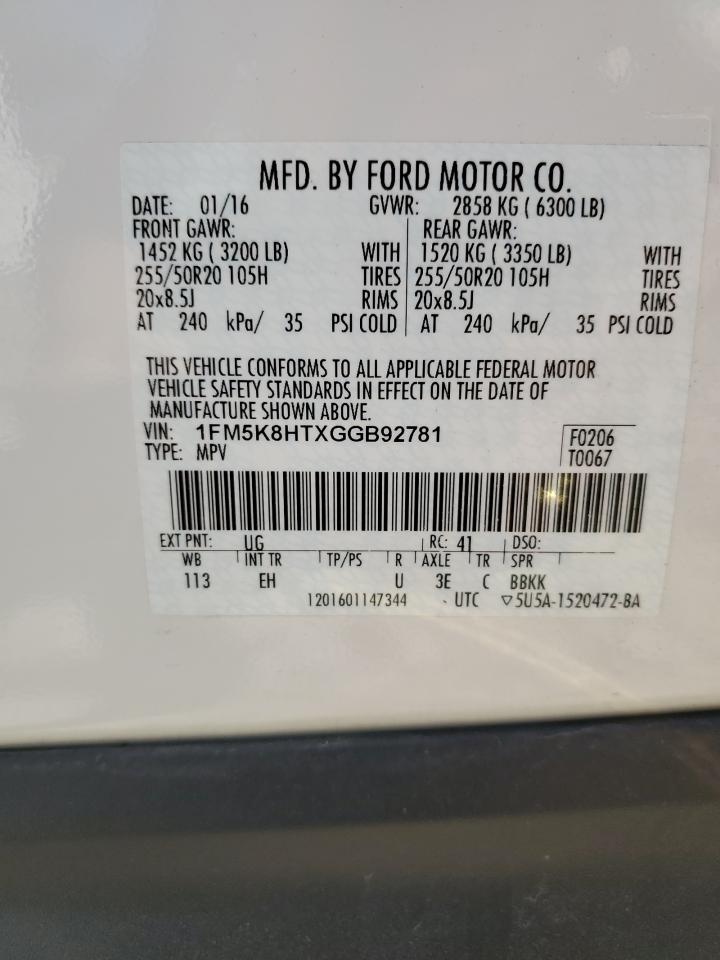 MFD. BY FORD MOTOR CO.
DATE: 01/16 GVWR: 2858 KG ( 6300 LB)
FRONT GAWR: REAR GAWR:
1452 KG ( 3200 LB) WITH 1520 KG ( 3350 LB) WITH
255/50R20 105H TIRES 255/50R20 105H TIRES
20x8.5J RIMS 20x8.5J RIMS
AT 240 kPa/ 35 PSI COLD AT 240 kPa/ 35 PSI COLD
THIS VEHICLE CONFORMS TO ALL APPLICABLE FEDERAL MOTOR
VEHICLE SAFETY STANDARDS IN EFFECT ON THE DATE OF
MANUFACTURE SHOWN ABOVE.
VIN: 1FM5K8HTXGGB92781 F0206
TYPE: MPV T0067
EXT PNT: UG RC: 41 DSO:
WB INT TR TP/PS R AXLE TR SPR
113 EH U 3E C BBKK
1201601147344 UTC ▽5U5A-1520472-BA